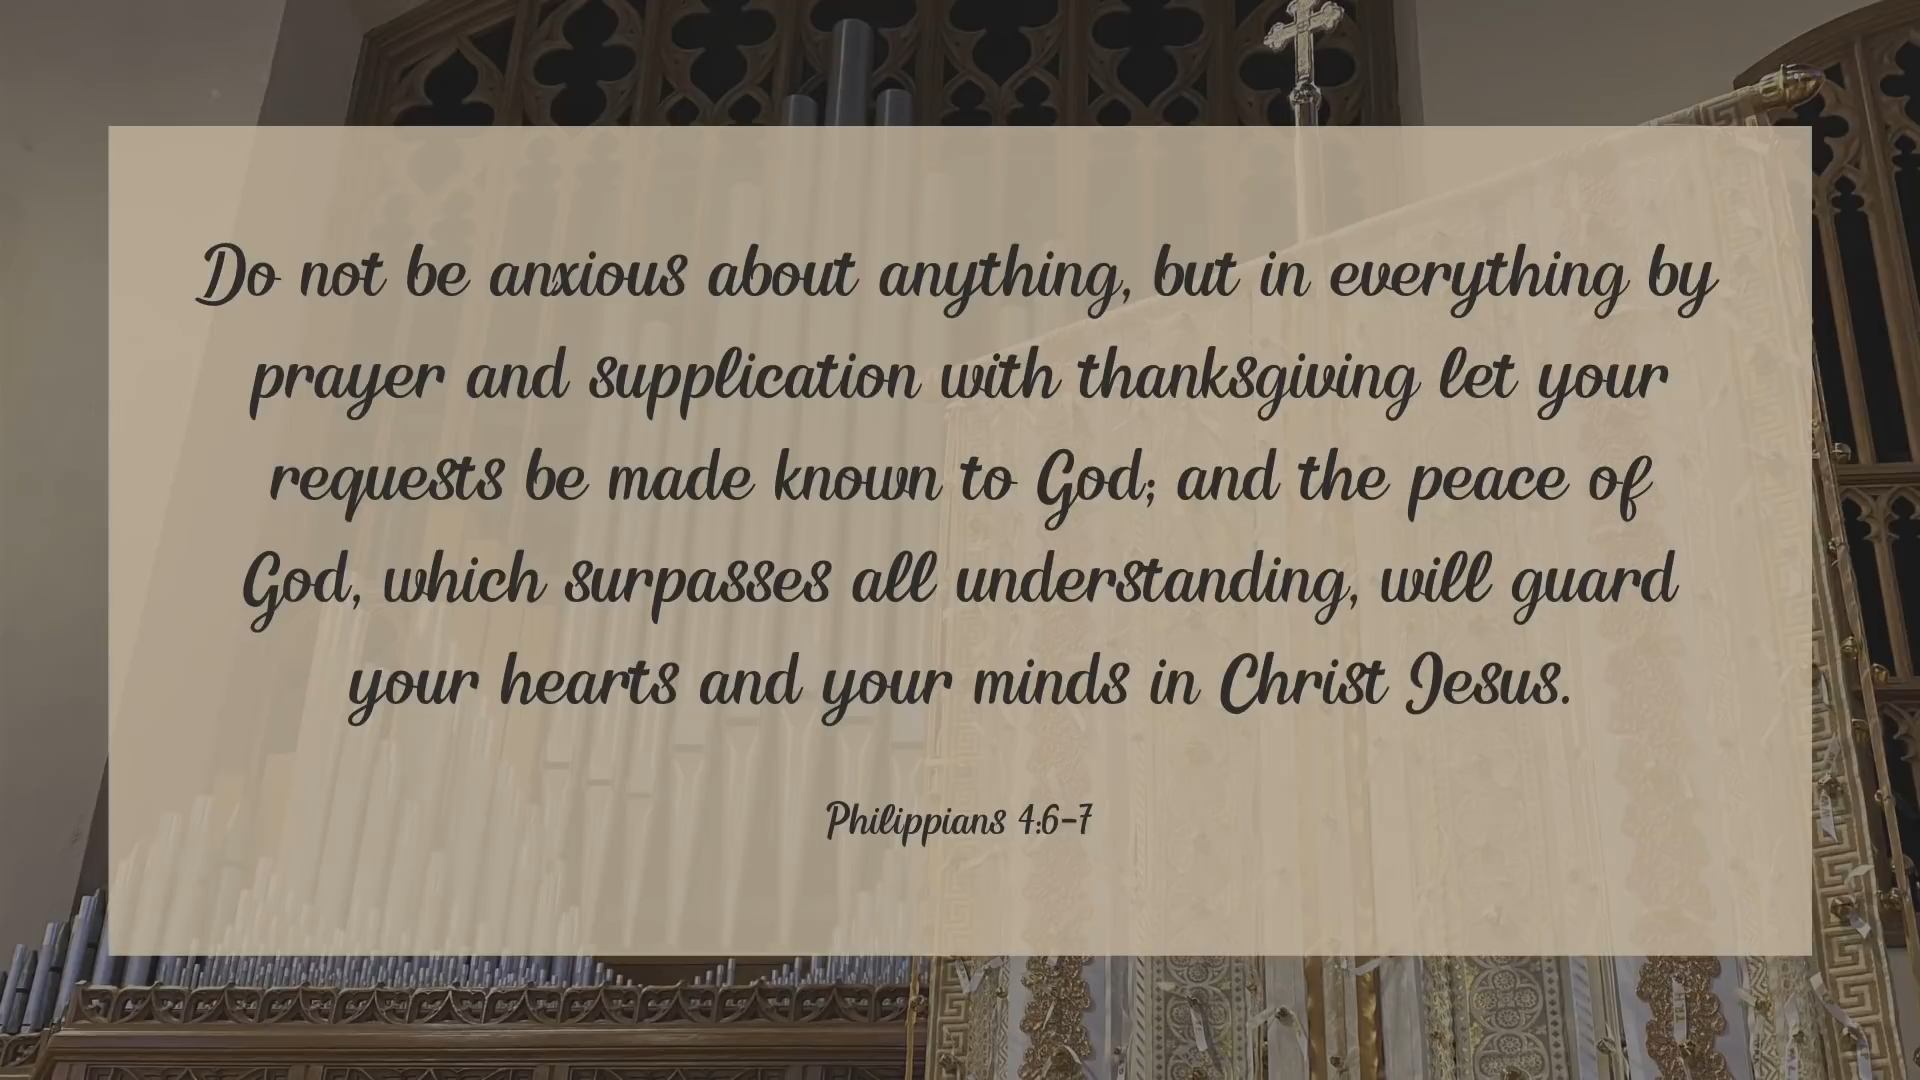 Do not be anxious about anything, but in everything by
prayer and supplication with thanksgiving let your
requests be made known to God; and the peace of
God, which surpasses all understanding, will guard
your hearts and your minds in Christ Jesus.
Philippians 4:6-7